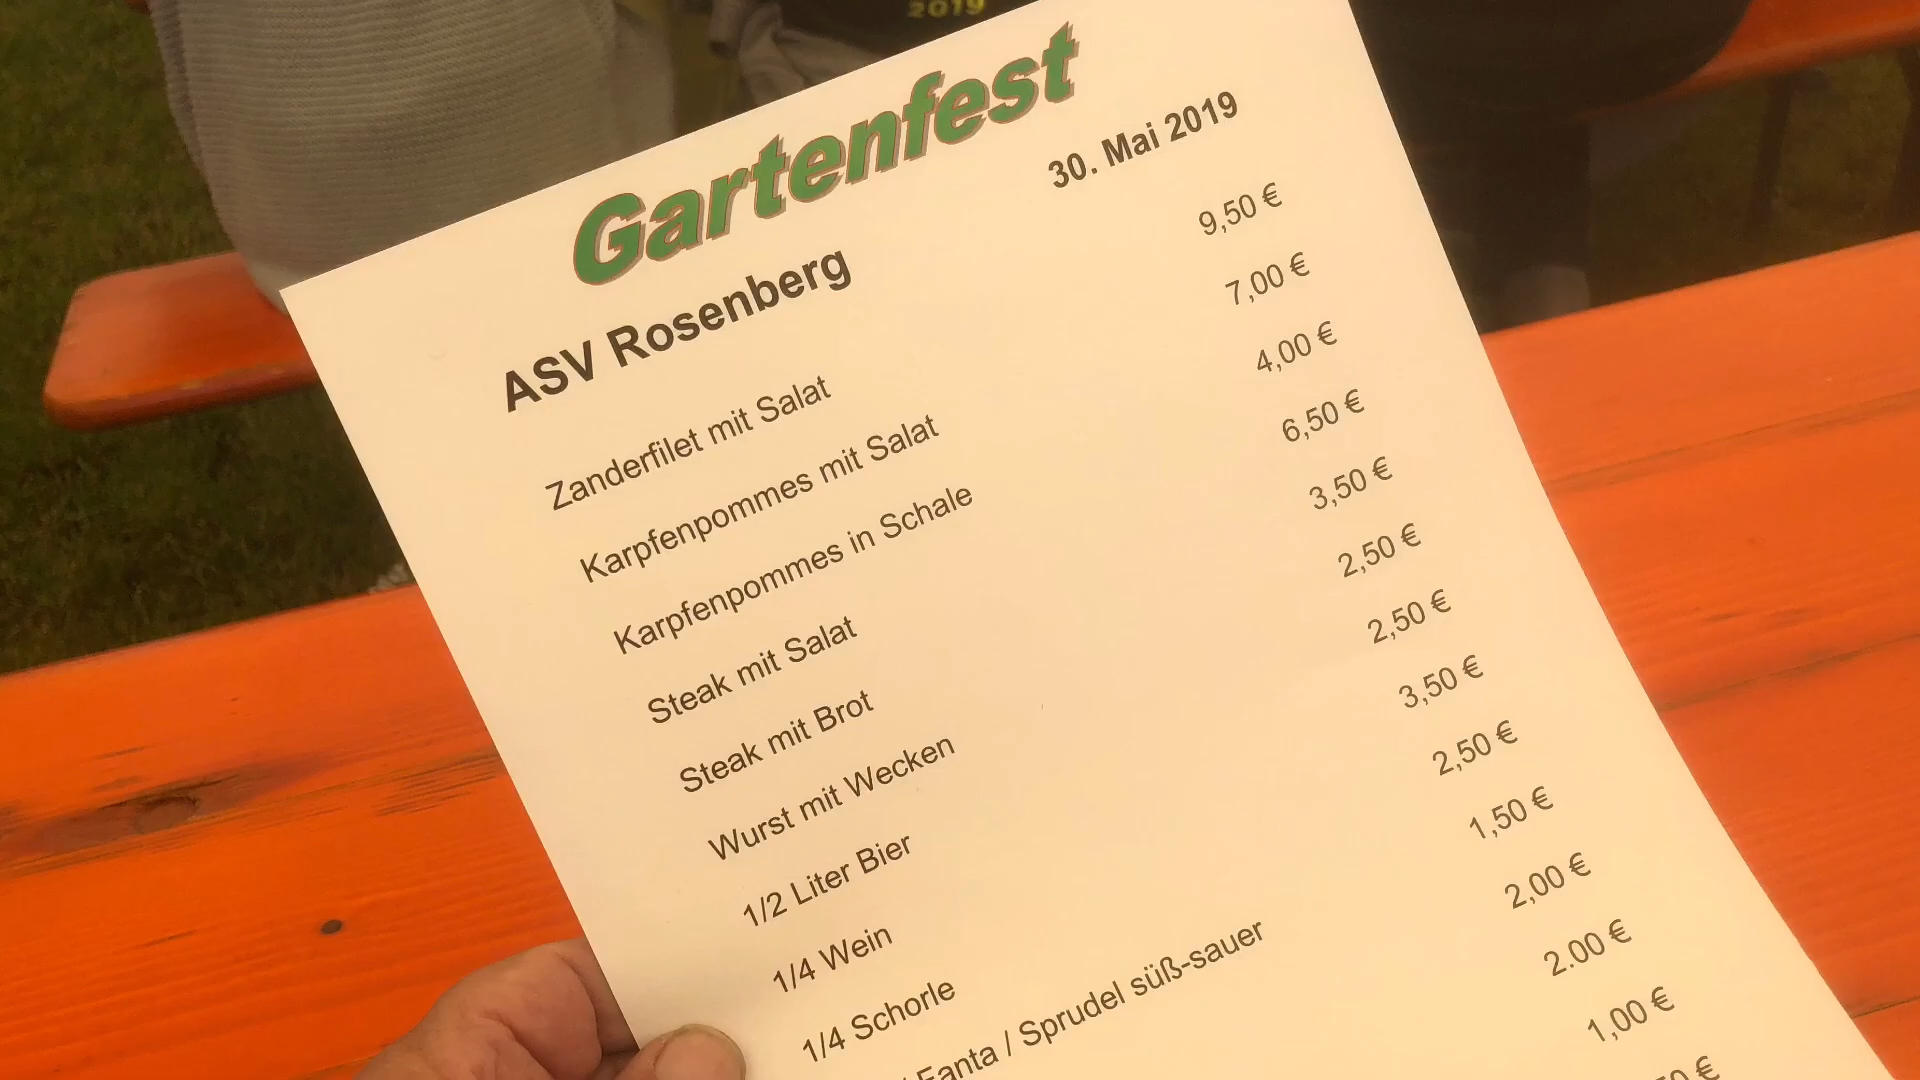 2019
Gartenfest
ASV Rosenberg 30. Mai 2019
Zanderfilet mit Salat 9,50 €
Karpfenpommes mit Salat 7,00 €
Karpfenpommes in Schale 4,00 €
Steak mit Salat 6,50 €
Steak mit Brot 3,50 €
Wurst mit Wecken 2,50 €
1/2 Liter Bier 2,50 €
1/4 Wein 3,50 €
1/4 Schorle 2,50 €
Fanta / Sprudel süß-sauer 1,50 €
2,00 €
2.00 €
1,00 €
€